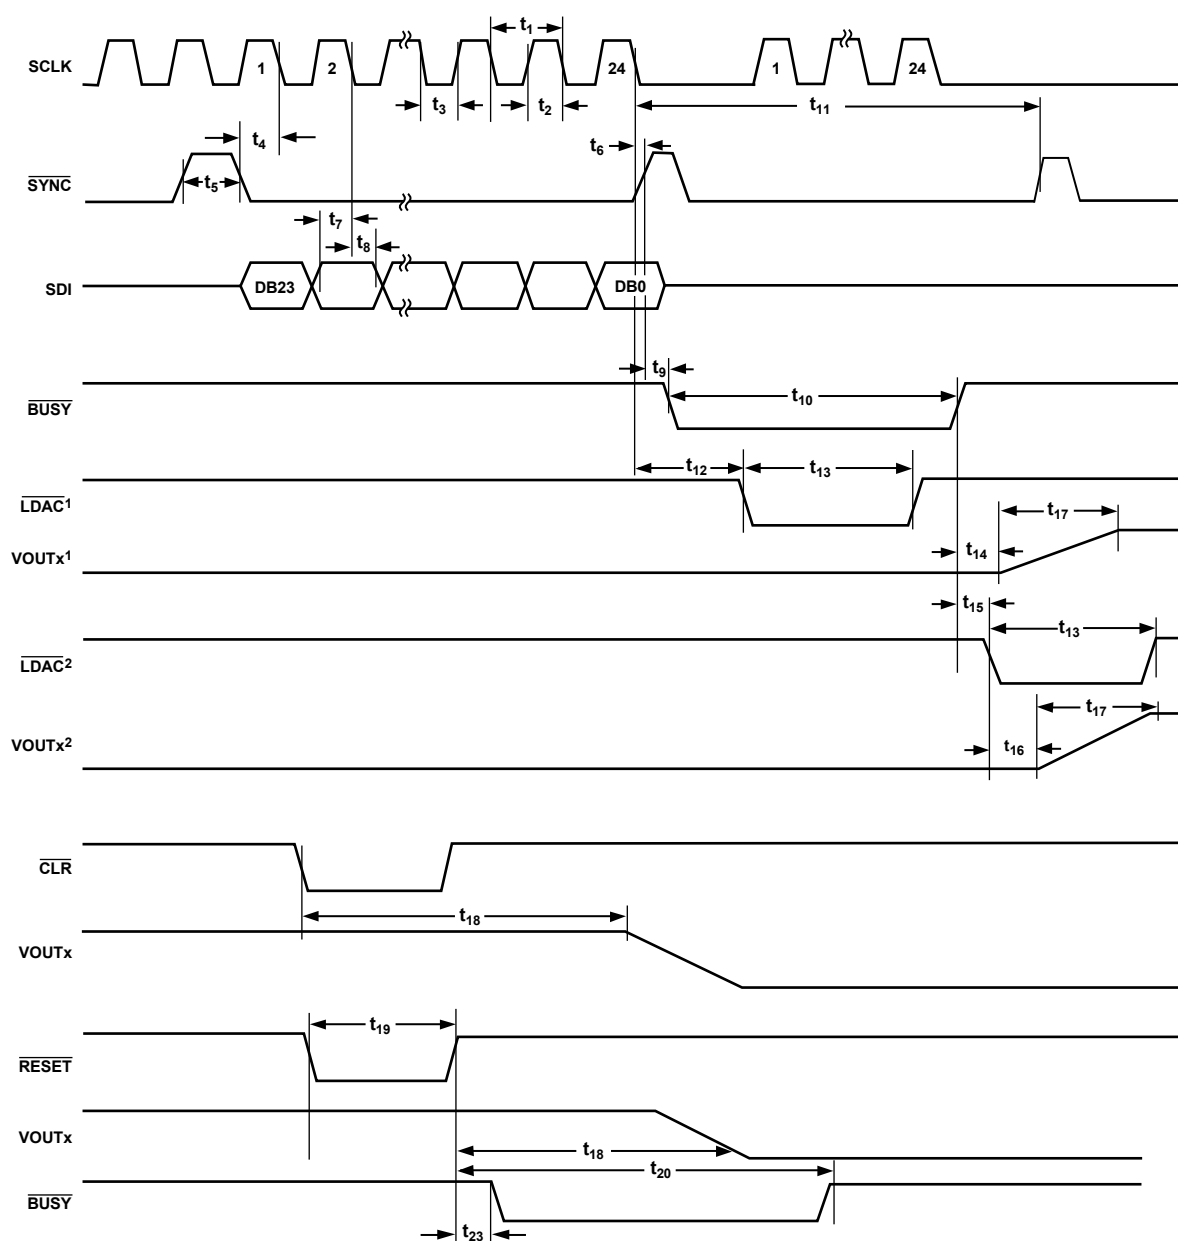 t1
SCLK
1
2
24
1
24
t3
t2
t11
t4
t6
SYNC
t5
t7
t8
SDI
DB23
DB0
t9
BUSY
t10
t12
t13
LDAC1
t17
VOUTx1
t14
t15
t13
LDAC2
t17
VOUTx2
t16
CLR
t18
VOUTx
t19
RESET
VOUTx
t18
t20
BUSY
t23